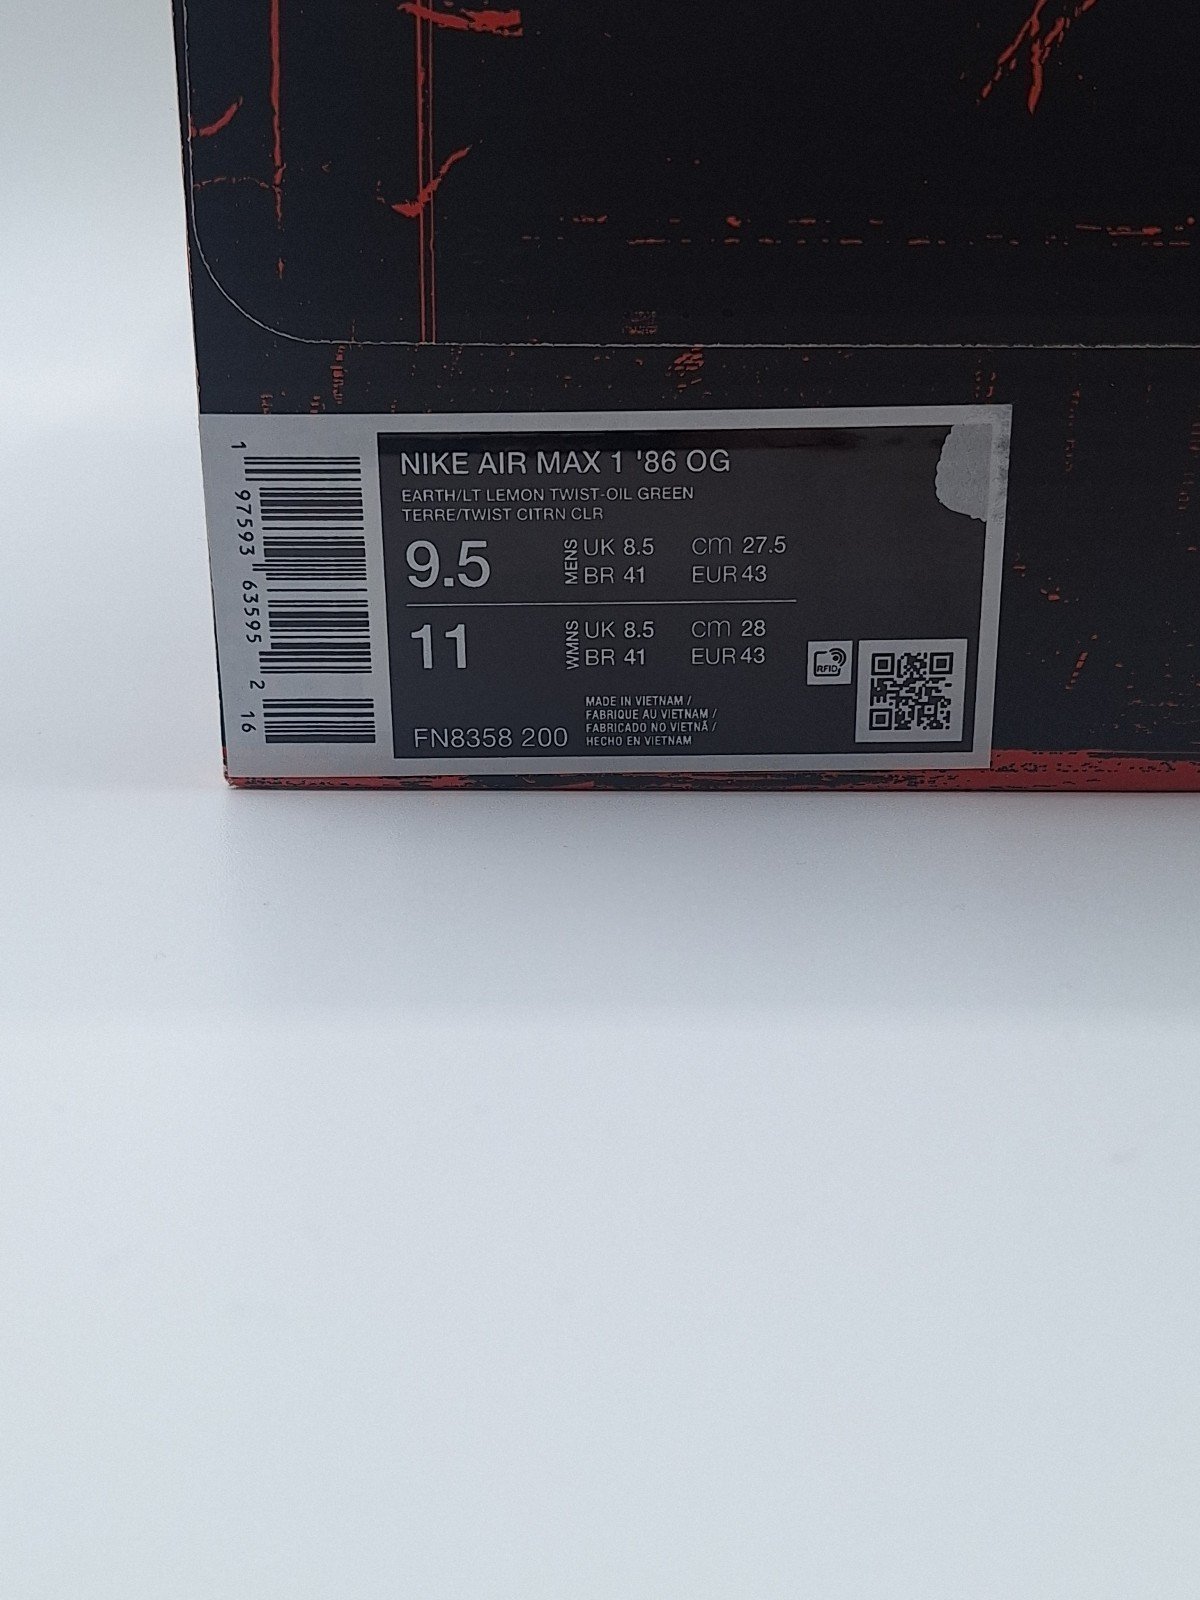 NIKE AIR MAX 1 '86 OG
EARTH/LT LEMON TWIST-OIL GREEN
TERRE/TWIST CITRN CLR
9.5 MENS UK 8.5 cm 27.5
BR 41 EUR 43
11 WMNS UK 8.5 cm 28
BR 41 EUR 43
RFID
MADE IN VIETNAM /
FABRIQUE AU VIETNAM /
FABRICADO NO VIETNÃ /
HECHO EN VIETNAM
FN8358 200
1 97593 63595 2 16